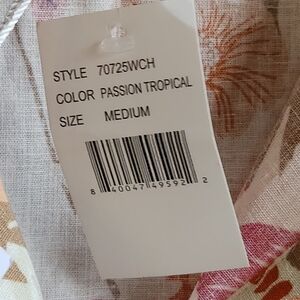 STYLE 70725WCH
COLOR PASSION TROPICAL
SIZE MEDIUM
8 40047 49592 2